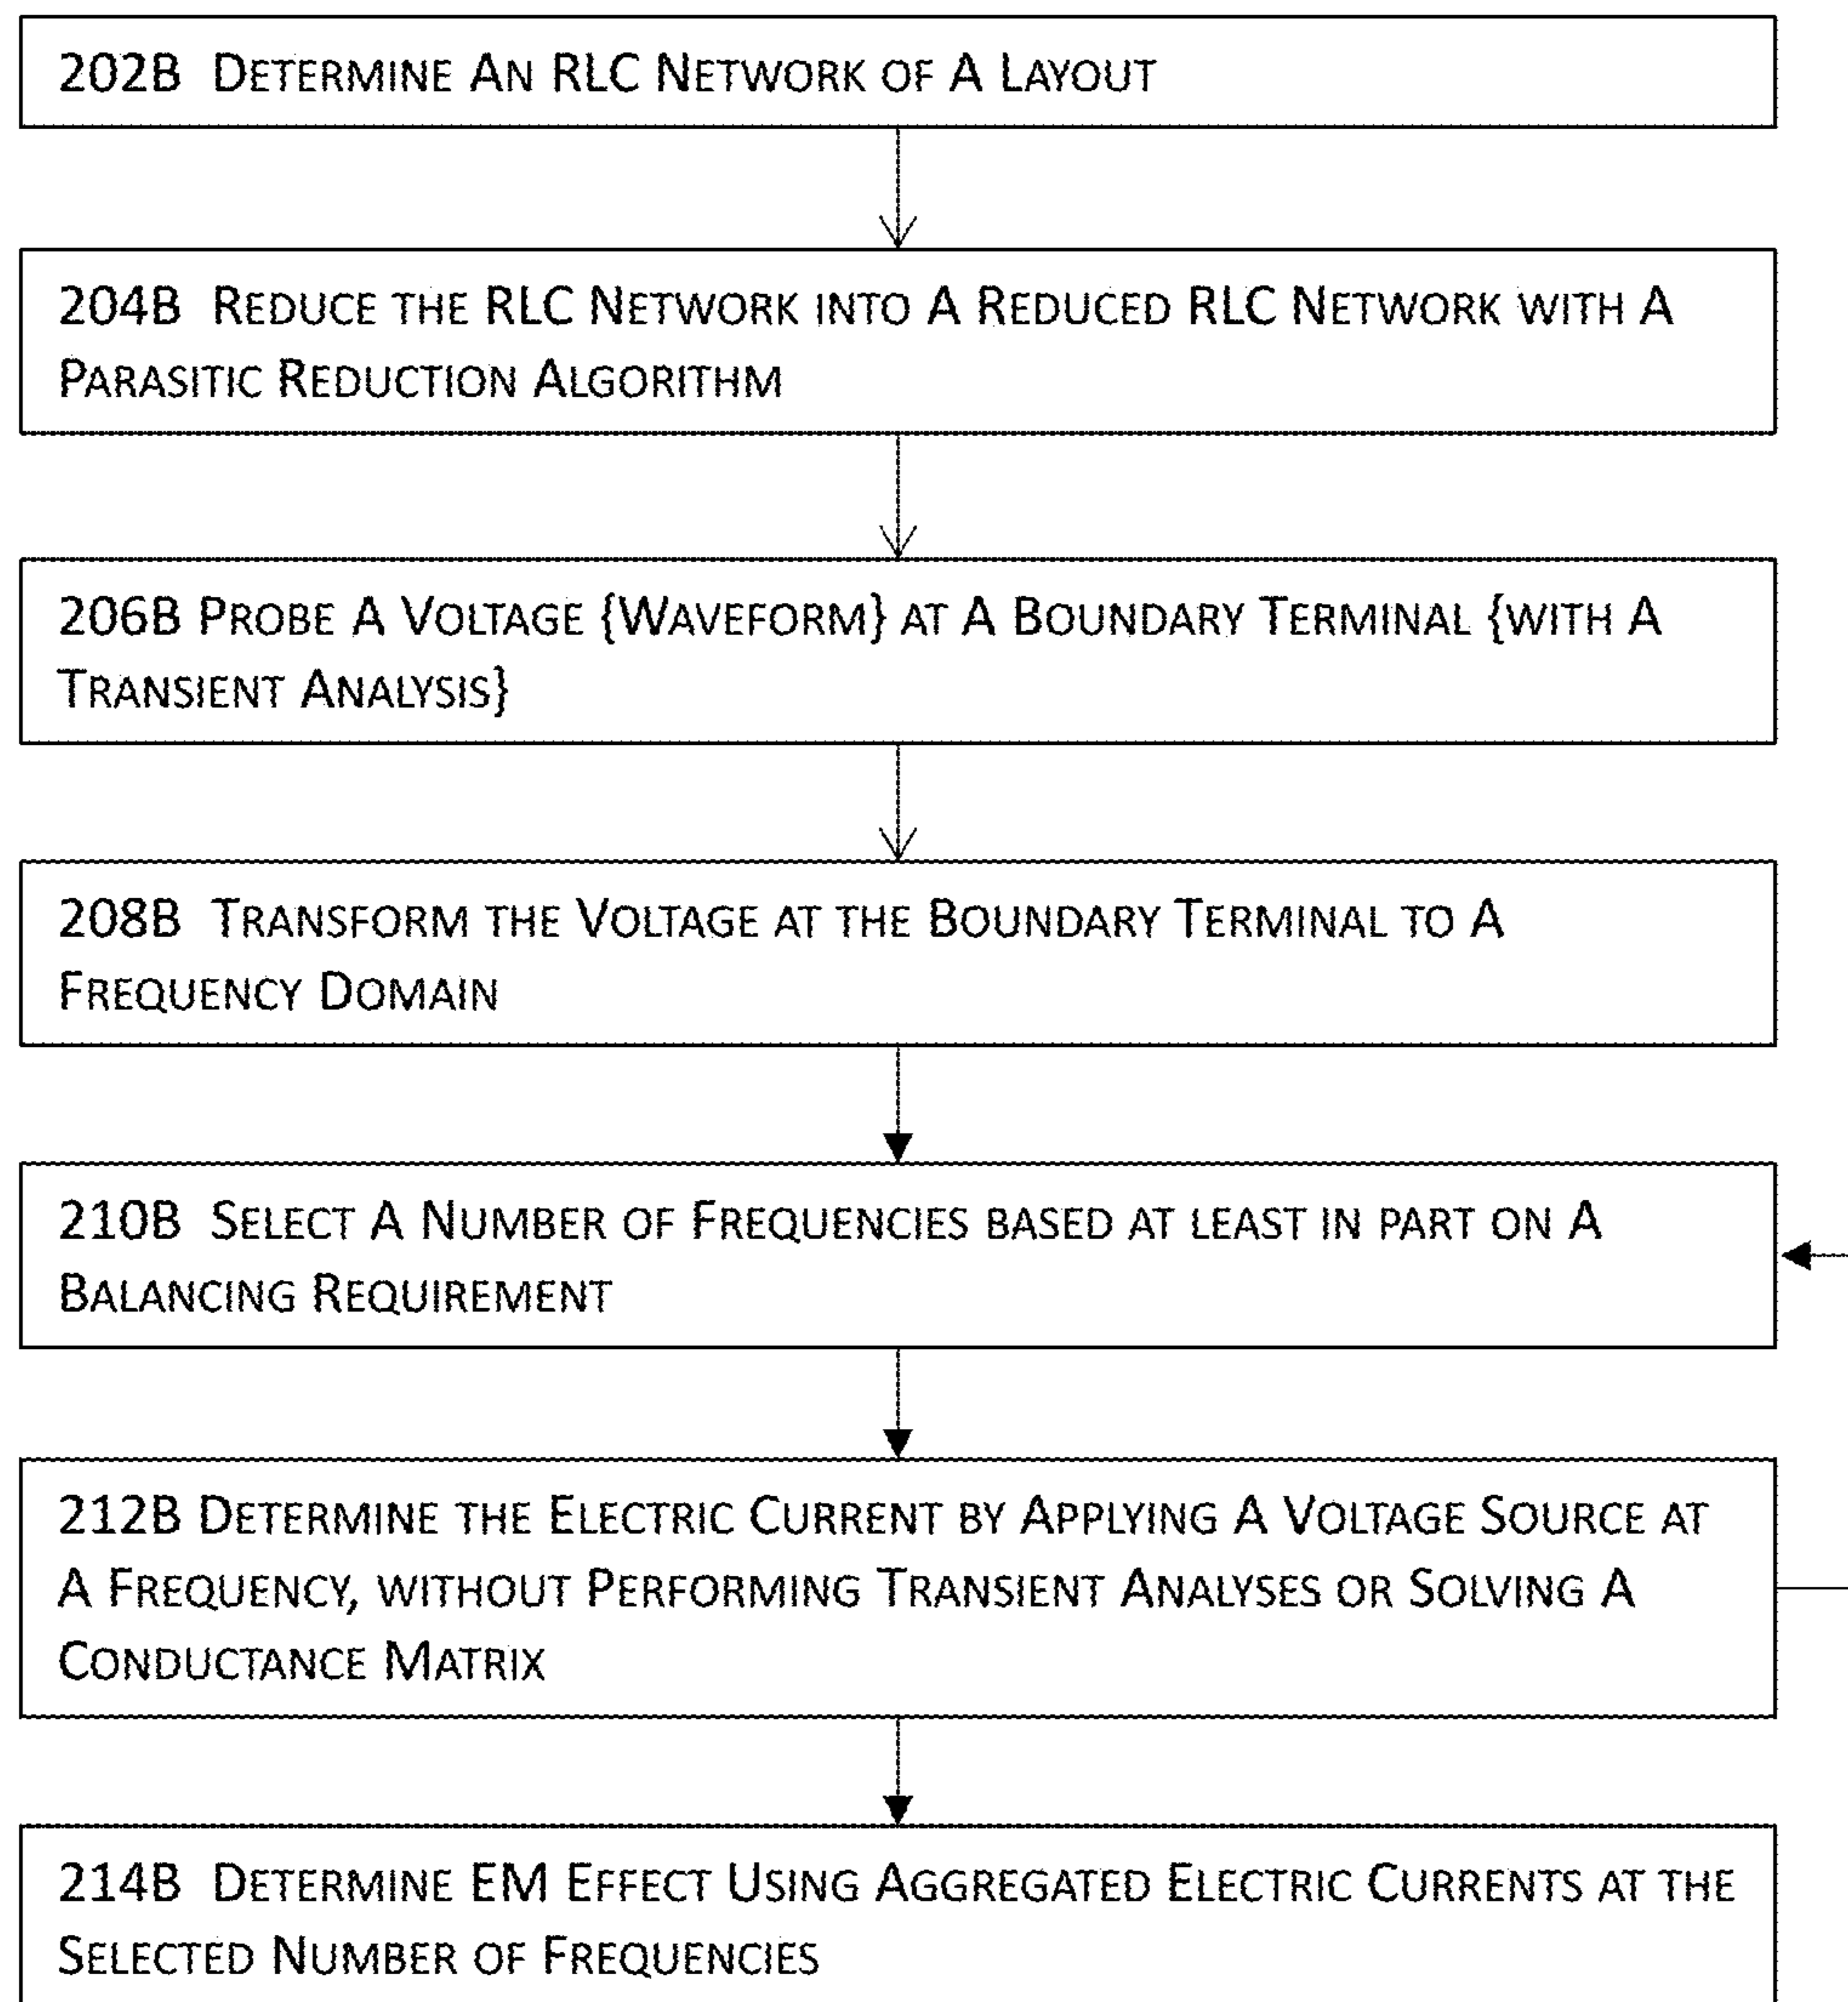 202B Determine An RLC Network of A Layout
204B Reduce the RLC Network into A Reduced RLC Network with A
Parasitic Reduction Algorithm
206B Probe A Voltage {Waveform} at A Boundary Terminal {with A
Transient Analysis}
208B Transform the Voltage at the Boundary Terminal to A
Frequency Domain
210B Select A Number of Frequencies based at least in part on A
Balancing Requirement
212B Determine the Electric Current by Applying A Voltage Source at
A Frequency, without Performing Transient Analyses or Solving A
Conductance Matrix
214B Determine EM Effect Using Aggregated Electric Currents at the
Selected Number of Frequencies